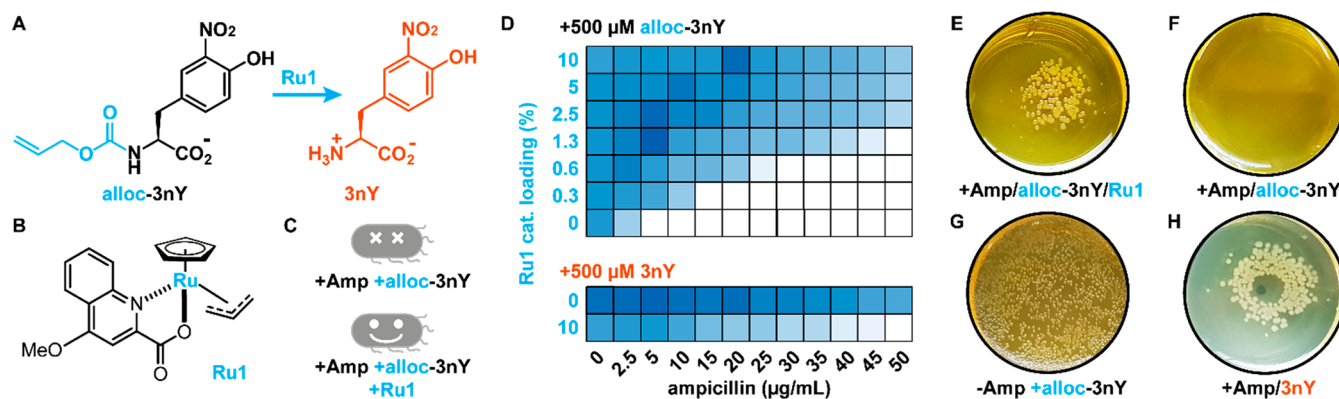 A
NO₂
OH
O
O
N
H
CO₂⁻
alloc-3nY
Ru1
NO₂
OH
H₃N⁺
CO₂⁻
3nY
B
Ru
N
O
MeO
O
Ru1
C
+Amp +alloc-3nY
+Amp +alloc-3nY
+Ru1
D
+500 µM alloc-3nY
Ru1 cat. loading (%)
10
5
2.5
1.3
0.6
0.3
0
+500 µM 3nY
0
10
0 2.5 5 10 15 20 25 30 35 40 45 50
ampicillin (µg/mL)
E
+Amp/alloc-3nY/Ru1
F
+Amp/alloc-3nY
G
-Amp +alloc-3nY
H
+Amp/3nY